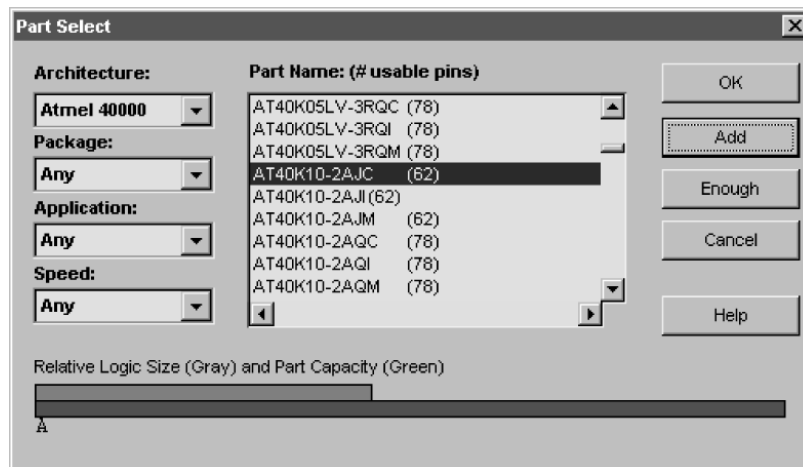 Part Select
Architecture:
Atmel 40000
Package:
Any
Application:
Any
Speed:
Any
Part Name: (# usable pins)
AT40K05LV-3RQC (78)
AT40K05LV-3RQI (78)
AT40K05LV-3RQM (78)
AT40K10-2AJC (62)
AT40K10-2AJI (62)
AT40K10-2AJM (62)
AT40K10-2AQC (78)
AT40K10-2AQI (78)
AT40K10-2AQM (78)
OK
Add
Enough
Cancel
Help
Relative Logic Size (Gray) and Part Capacity (Green)
A